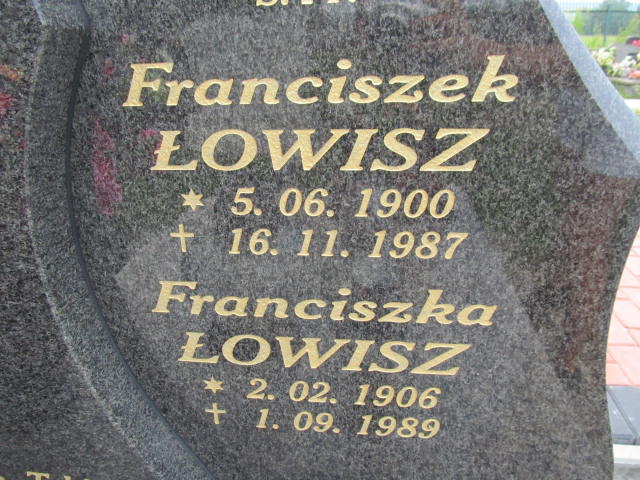 Franciszek
ŁOWISZ
* 5. 06. 1900
† 16. 11. 1987
Franciszka
ŁOWISZ
* 2. 02. 1906
† 1. 09. 1989